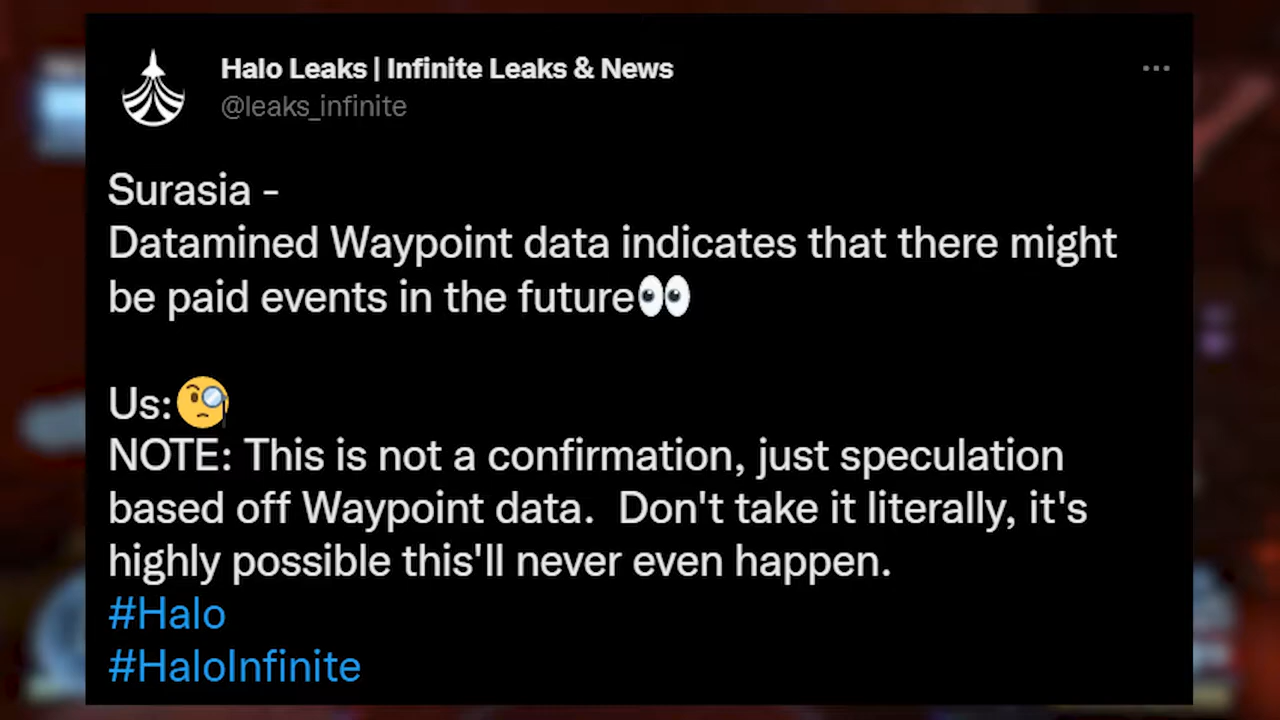 Halo Leaks | Infinite Leaks & News
@leaks_infinite
Surasia -
Datamined Waypoint data indicates that there might
be paid events in the future👀
Us:🧐
NOTE: This is not a confirmation, just speculation
based off Waypoint data.  Don't take it literally, it's
highly possible this'll never even happen.
#Halo
#HaloInfinite